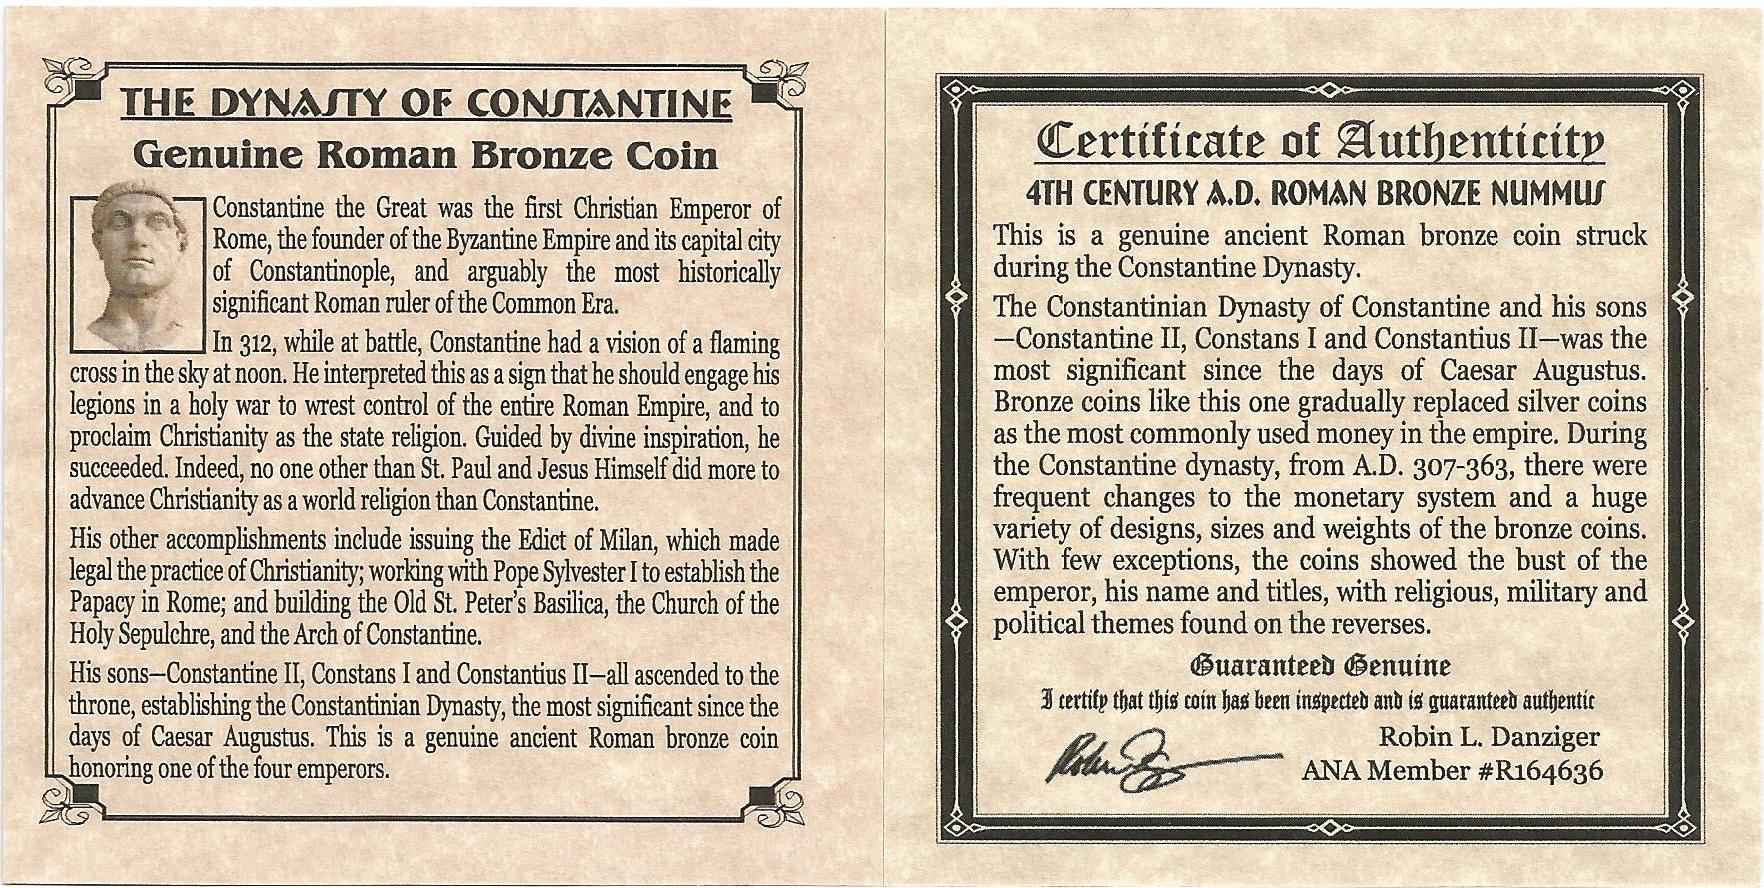 THE DYNASTY OF CONSTANTINE
Genuine Roman Bronze Coin
Constantine the Great was the first Christian Emperor of
Rome, the founder of the Byzantine Empire and its capital city
of Constantinople, and arguably the most historically
significant Roman ruler of the Common Era.
In 312, while at battle, Constantine had a vision of a flaming
cross in the sky at noon. He interpreted this as a sign that he should engage his
legions in a holy war to wrest control of the entire Roman Empire, and to
proclaim Christianity as the state religion. Guided by divine inspiration, he
succeeded. Indeed, no one other than St. Paul and Jesus Himself did more to
advance Christianity as a world religion than Constantine.
His other accomplishments include issuing the Edict of Milan, which made
legal the practice of Christianity; working with Pope Sylvester I to establish the
Papacy in Rome; and building the Old St. Peter's Basilica, the Church of the
Holy Sepulchre, and the Arch of Constantine.
His sons—Constantine II, Constans I and Constantius II—all ascended to the
throne, establishing the Constantinian Dynasty, the most significant since the
days of Caesar Augustus. This is a genuine ancient Roman bronze coin
honoring one of the four emperors.
Certificate of Authenticity
4TH CENTURY A.D. ROMAN BRONZE NUMMUS
This is a genuine ancient Roman bronze coin struck
during the Constantine Dynasty.
The Constantinian Dynasty of Constantine and his sons
—Constantine II, Constans I and Constantius II—was the
most significant since the days of Caesar Augustus.
Bronze coins like this one gradually replaced silver coins
as the most commonly used money in the empire. During
the Constantine dynasty, from A.D. 307-363, there were
frequent changes to the monetary system and a huge
variety of designs, sizes and weights of the bronze coins.
With few exceptions, the coins showed the bust of the
emperor, his name and titles, with religious, military and
political themes found on the reverses.
Guaranteed Genuine
I certify that this coin has been inspected and is guaranteed authentic
Robin L. Danziger
ANA Member #R164636